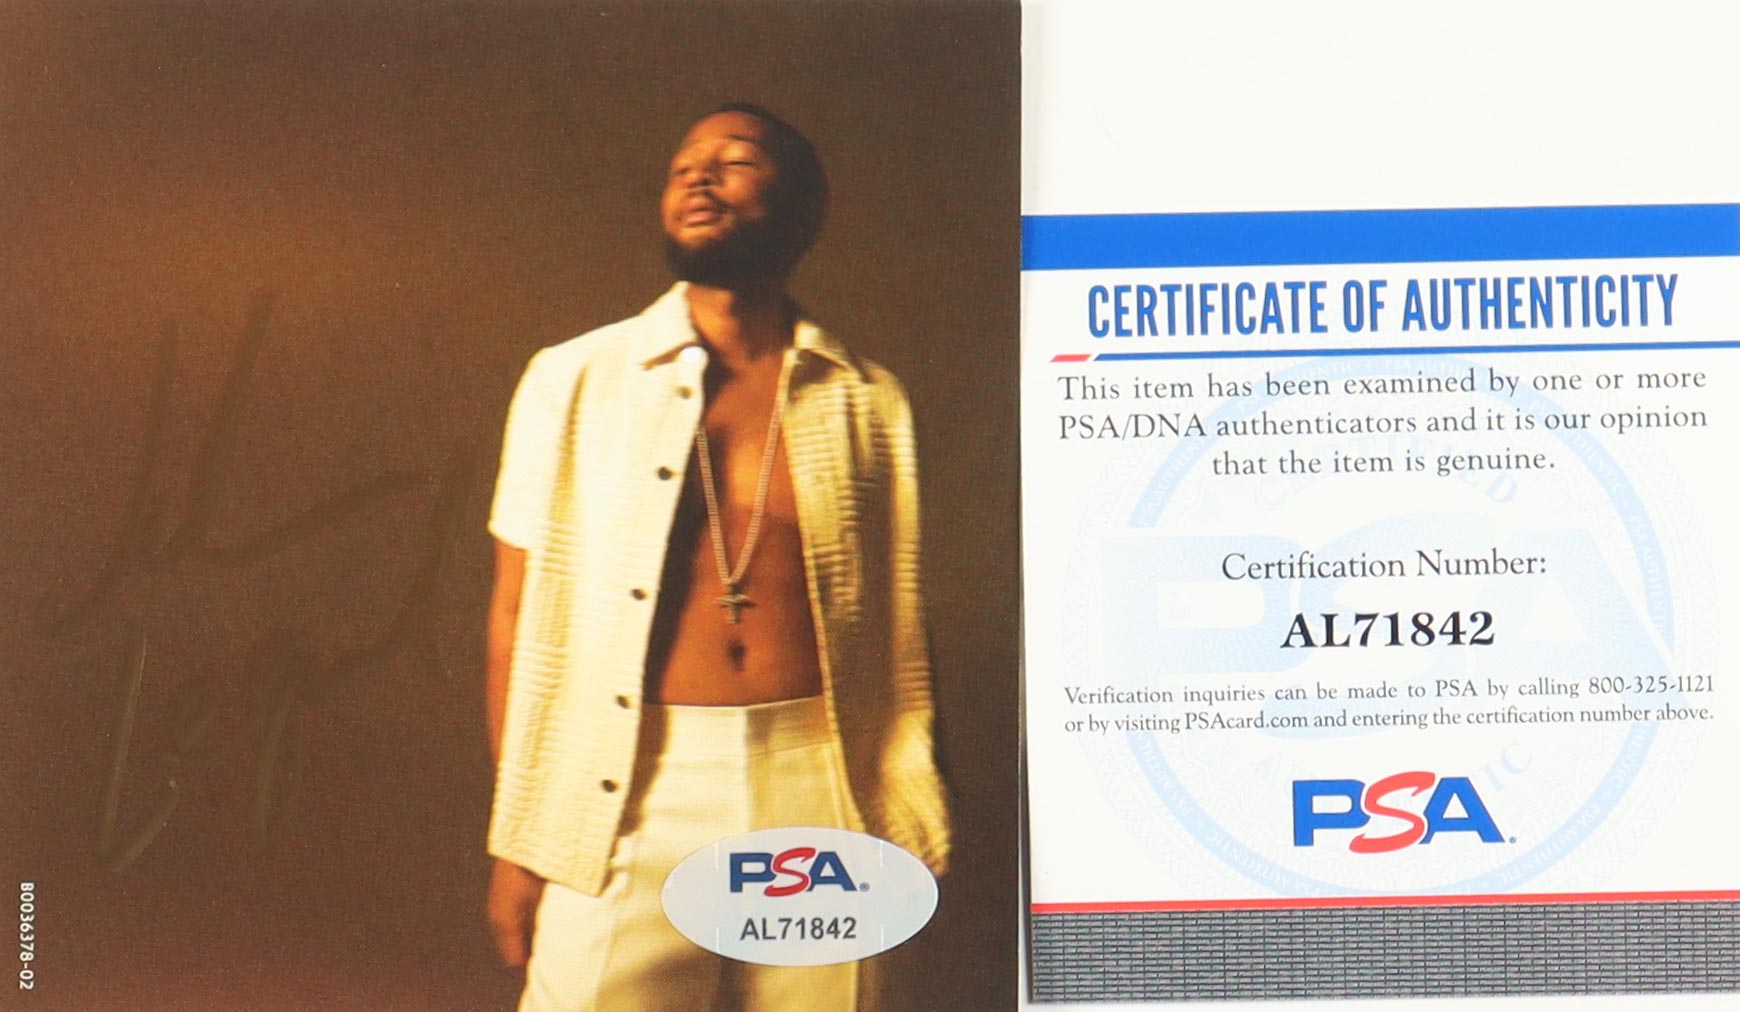 B0036378-02
PSA®
AL71842
CERTIFICATE OF AUTHENTICITY
This item has been examined by one or more
PSA/DNA authenticators and it is our opinion
that the item is genuine.
Certification Number:
AL71842
Verification inquiries can be made to PSA by calling 800-325-1121
or by visiting PSAcard.com and entering the certification number above.
PSA®